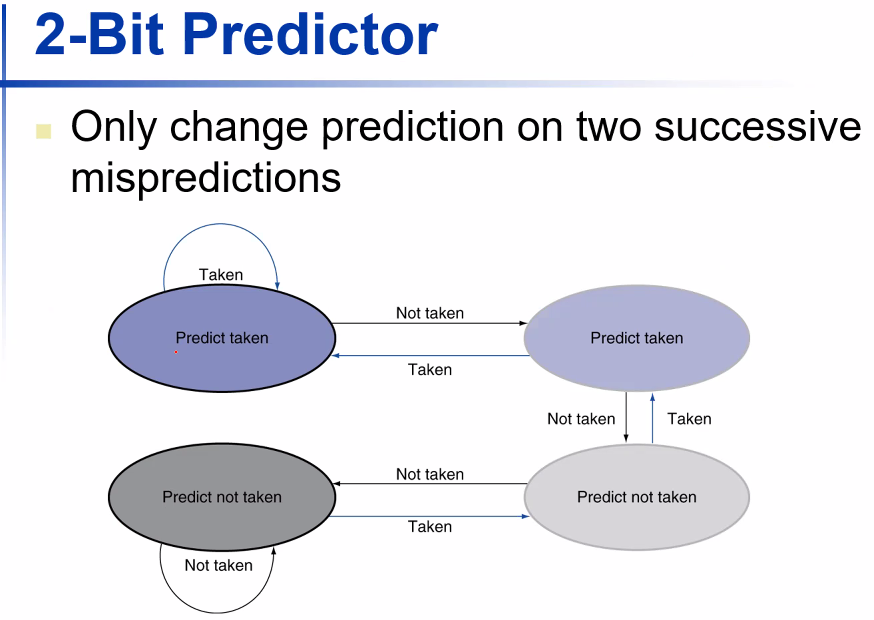 2-Bit Predictor
Only change prediction on two successive
mispredictions
Taken
Not taken
Predict taken
Predict taken
Taken
Not taken
Taken
Not taken
Predict not taken
Predict not taken
Taken
Not taken